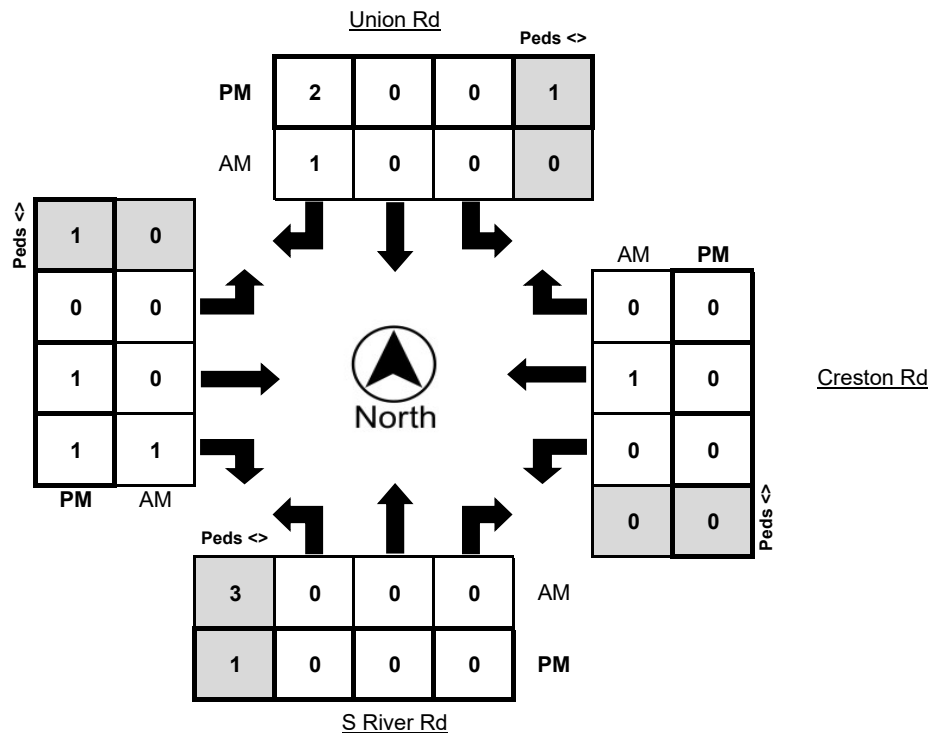 Union Rd
Peds <>
PM 2 0 0 1
AM 1 0 0 0
Peds <>
1 0
AM PM
0 0
0 0
1 0
1 0
Creston Rd
North
0 0
1 1
PM AM
0 0
Peds <>
Peds <>
3 0 0 0 AM
1 0 0 0 PM
S River Rd